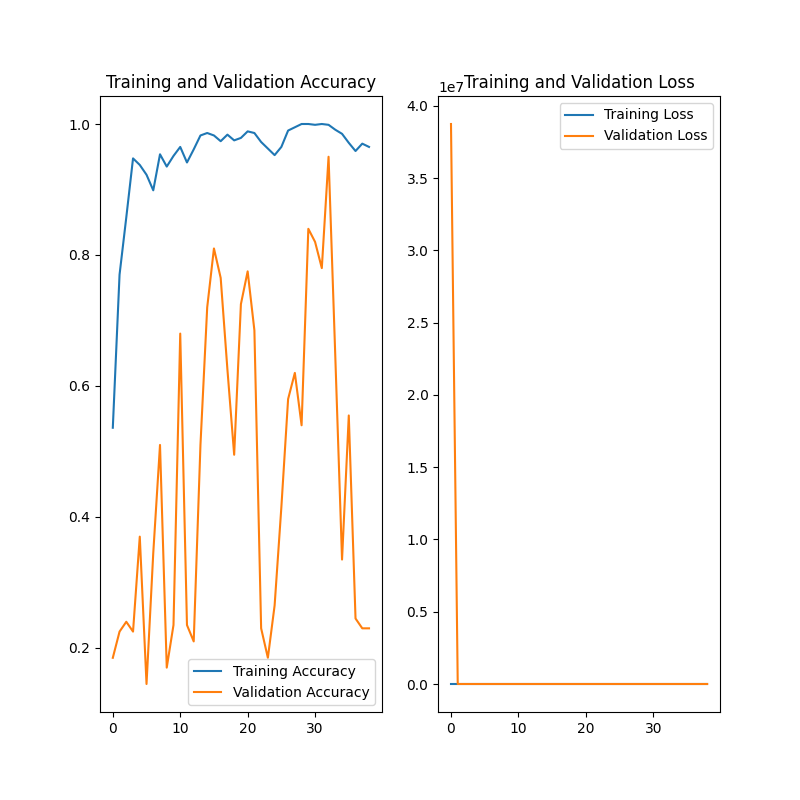 Training and Validation Accuracy
1.0
0.8
0.6
0.4
0.2
0 10 20 30
Training Accuracy
Validation Accuracy
1e7
Training and Validation Loss
4.0
3.5
3.0
2.5
2.0
1.5
1.0
0.5
0.0
0 10 20 30
Training Loss
Validation Loss